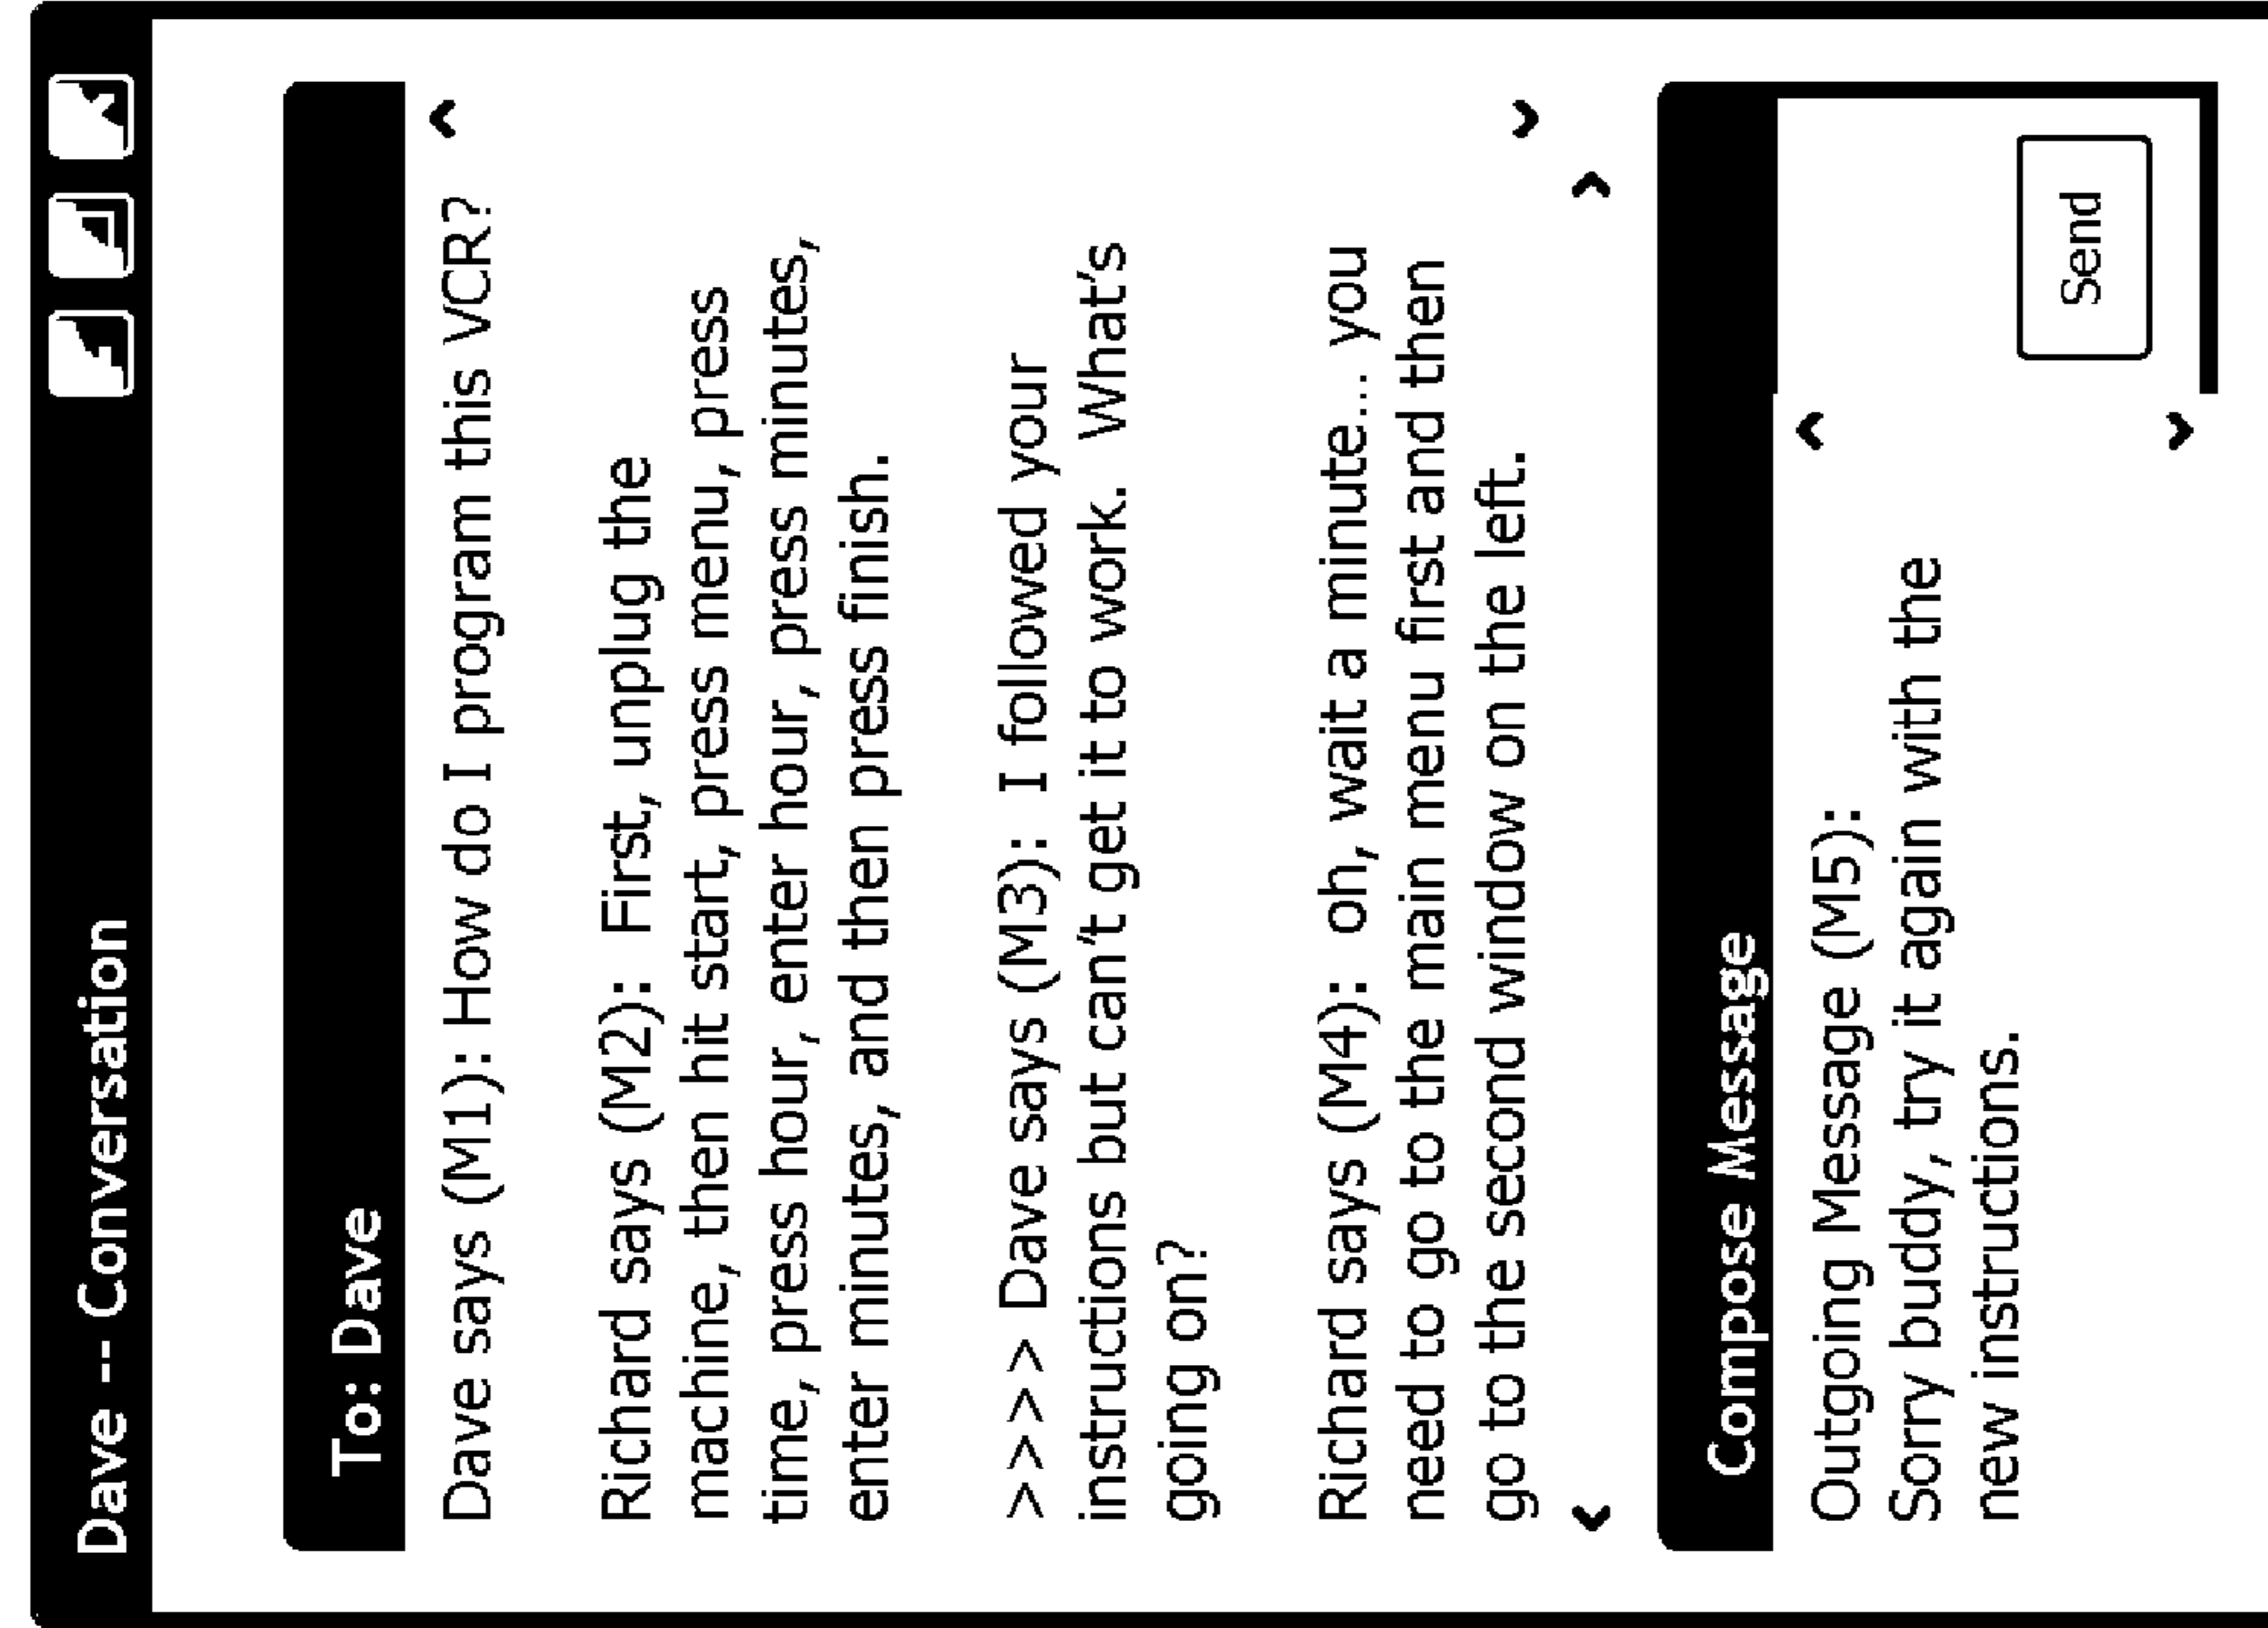 Dave -- Conversation
To: Dave
Dave says (M1): How do I program this VCR?
Richard says (M2): First, unplug the
machine, then hit start, press menu, press
time, press hour, enter hour, press minutes,
enter minutes, and then press finish.
>>>> Dave says (M3): I followed your
instructions but can't get it to work. What's
going on?
Richard says (M4): oh, wait a minute... you
need to go to the main menu first and then
go to the second window on the left.
Compose Message
Outgoing Message (M5):
Sorry buddy, try it again with the
new instructions.
Send